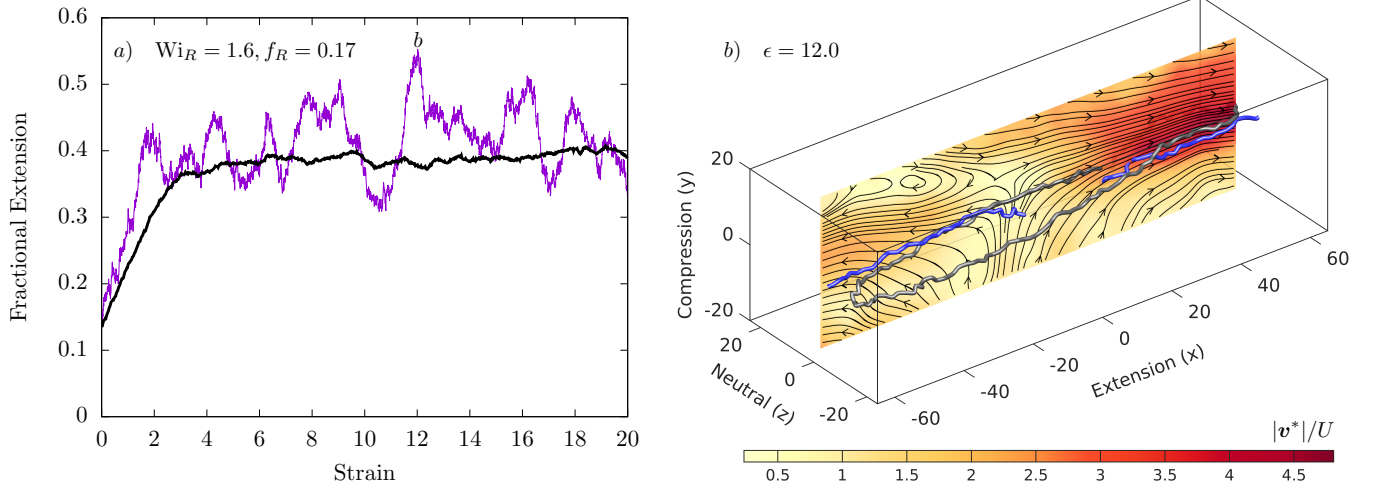 a) Wi_R = 1.6, f_R = 0.17
b
Fractional Extension
0.6
0.5
0.4
0.3
0.2
0.1
0
0 2 4 6 8 10 12 14 16 18 20
Strain
b) ϵ = 12.0
Compression (y)
20
0
-20
Neutral (z)
20
0
-20
Extension (x)
-60
-40
-20
0
20
40
60
|v*|/U
0.5 1 1.5 2 2.5 3 3.5 4 4.5